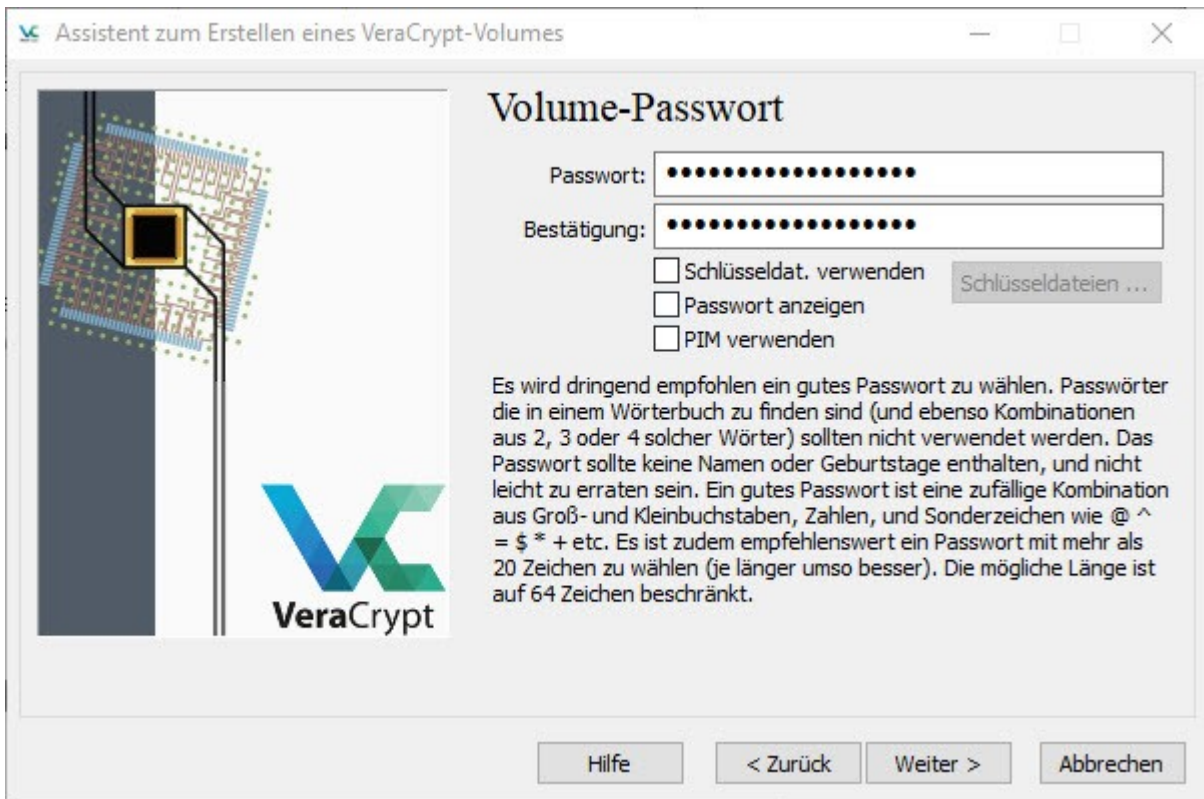 Assistent zum Erstellen eines VeraCrypt-Volumes
Volume-Passwort
Passwort: ••••••••••••••••••
Bestätigung: ••••••••••••••••••
Schlüsseldat. verwenden
Schlüsseldateien ...
Passwort anzeigen
PIM verwenden
Es wird dringend empfohlen ein gutes Passwort zu wählen. Passwörter
die in einem Wörterbuch zu finden sind (und ebenso Kombinationen
aus 2, 3 oder 4 solcher Wörter) sollten nicht verwendet werden. Das
Passwort sollte keine Namen oder Geburtstage enthalten, und nicht
leicht zu erraten sein. Ein gutes Passwort ist eine zufällige Kombination
aus Groß- und Kleinbuchstaben, Zahlen, und Sonderzeichen wie @ ^
= $ * + etc. Es ist zudem empfehlenswert ein Passwort mit mehr als
20 Zeichen zu wählen (je länger umso besser). Die mögliche Länge ist
auf 64 Zeichen beschränkt.
VeraCrypt
Hilfe
< Zurück
Weiter >
Abbrechen